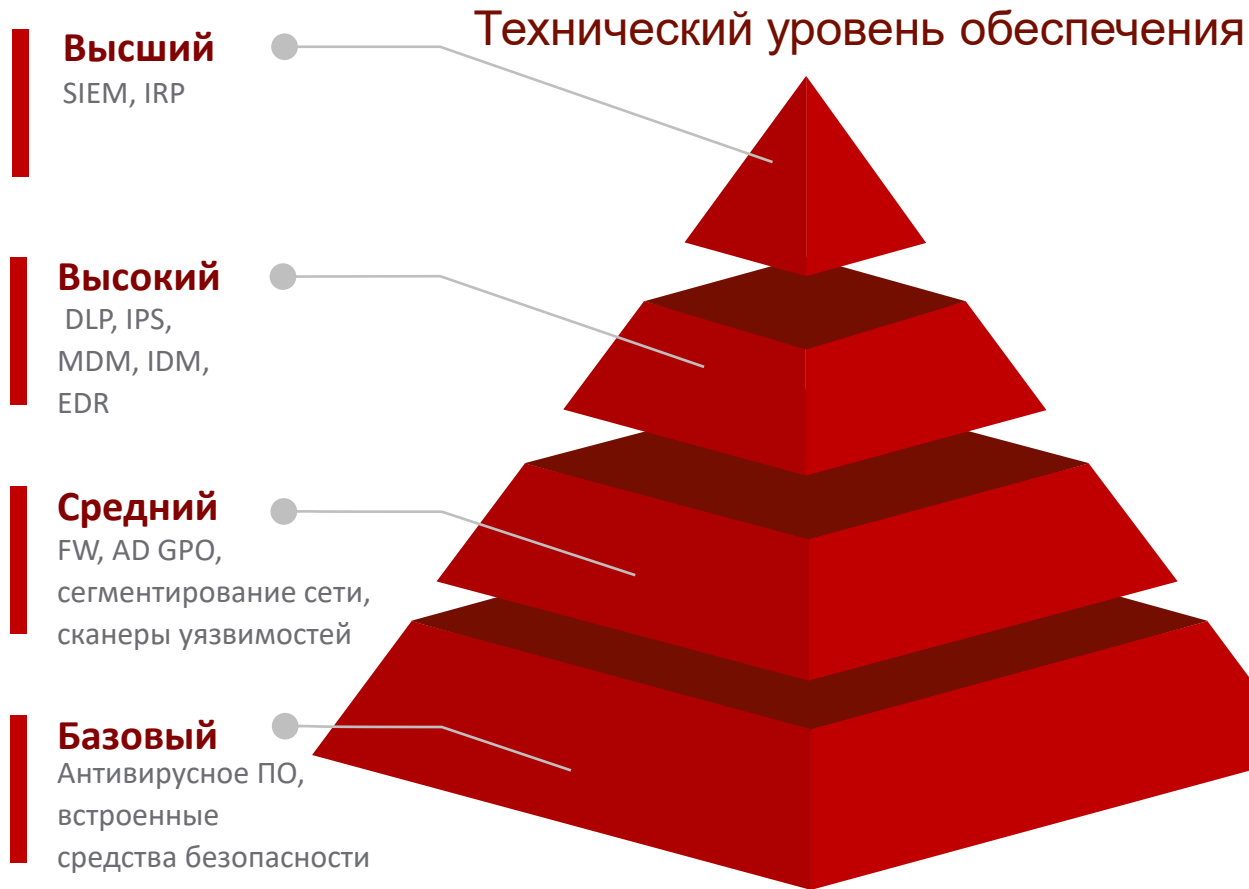 Технический уровень обеспечения
Высший
SIEM, IRP
Высокий
DLP, IPS,
MDM, IDM,
EDR
Средний
FW, AD GPO,
сегментирование сети,
сканеры уязвимостей
Базовый
Антивирусное ПО,
встроенные
средства безопасности